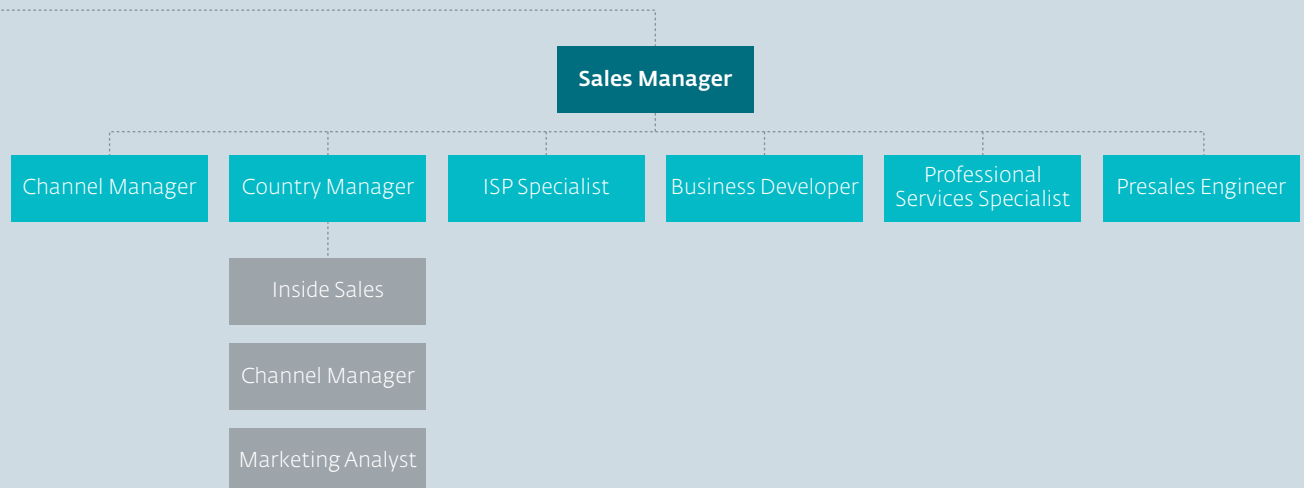 Sales Manager
Channel Manager
Country Manager
ISP Specialist
Business Developer
Professional
Services Specialist
Presales Engineer
Inside Sales
Channel Manager
Marketing Analyst